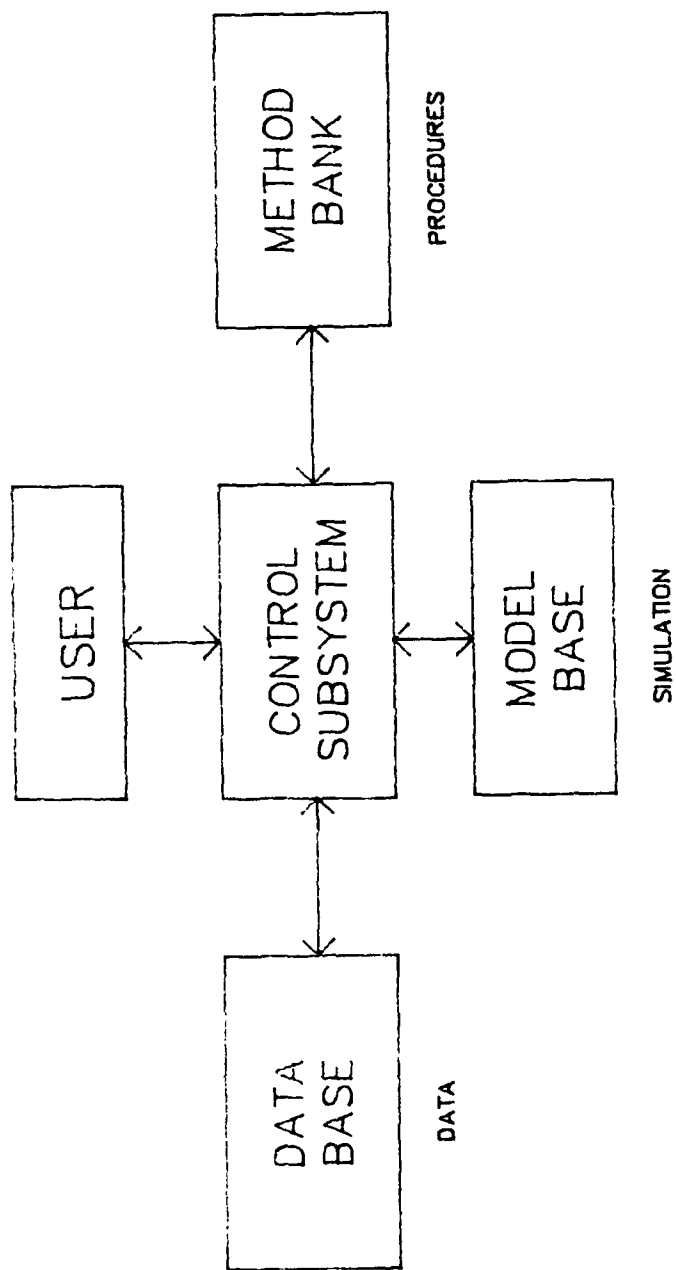 USER
DATA
BASE
CONTROL
SUBSYSTEM
METHOD
BANK
DATA
PROCEDURES
MODEL
BASE
SIMULATION